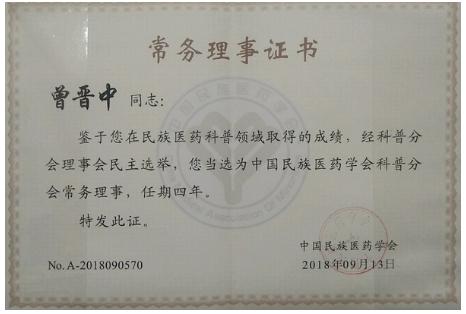 常务理事证书
曾晋中 同志：
鉴于您在民族医药科普领域取得的成绩，经科普分
会理事会民主选举，您当选为中国民族医药学会科普分
会常务理事，任期四年。
特发此证。
中国民族医药学会
No.A-2018090570
2018年09月13日